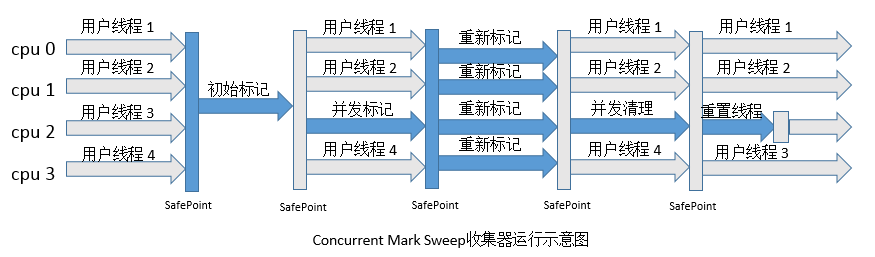 用户线程 1 用户线程 1 重新标记 用户线程 1 用户线程 1
cpu 0
用户线程 2 初始标记 用户线程 2 重新标记 用户线程 2 用户线程 2
cpu 1
用户线程 3 并发标记 重新标记 并发清理 重置线程
cpu 2
用户线程 4 用户线程 4 重新标记 用户线程 4 用户线程 3
cpu 3
SafePoint SafePoint SafePoint SafePoint SafePoint
Concurrent Mark Sweep收集器运行示意图